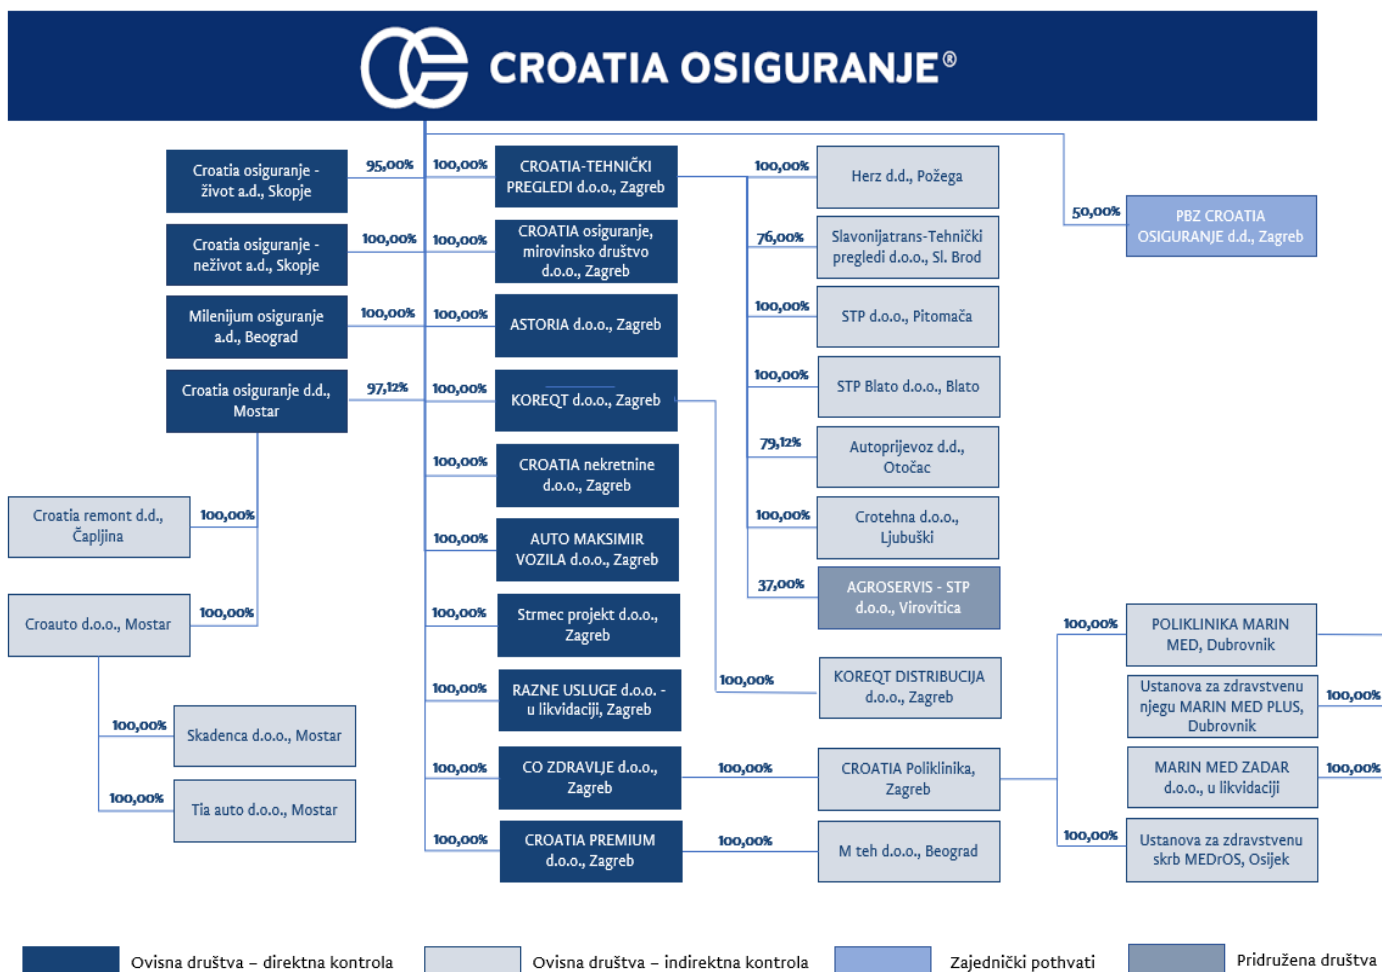 CROATIA OSIGURANJE®
Croatia osiguranje -
život a.d., Skopje
95,00%
Croatia osiguranje -
neživot a.d., Skopje
100,00%
Milenijum osiguranje
a.d., Beograd
100,00%
Croatia osiguranje d.d.,
Mostar
97,12%
Croatia remont d.d.,
Čapljina
100,00%
Croauto d.o.o., Mostar
100,00%
100,00%
Skadenca d.o.o., Mostar
100,00%
Tia auto d.o.o., Mostar
100,00%
CROATIA-TEHNIČKI
PREGLEDI d.o.o., Zagreb
100,00%
CROATIA osiguranje,
mirovinsko društvo
d.o.o., Zagreb
100,00%
ASTORIA d.o.o., Zagreb
100,00%
KOREQT d.o.o., Zagreb
100,00%
CROATIA nekretnine
d.o.o., Zagreb
100,00%
AUTO MAKSIMIR
VOZILA d.o.o., Zagreb
100,00%
Strmec projekt d.o.o.,
Zagreb
100,00%
RAZNE USLUGE d.o.o. -
u likvidaciji, Zagreb
100,00%
CO ZDRAVLJE d.o.o.,
Zagreb
100,00%
CROATIA PREMIUM
d.o.o., Zagreb
100,00%
Herz d.d., Požega
76,00%
Slavonijatrans-Tehnički
pregledi d.o.o., Sl. Brod
100,00%
STP d.o.o., Pitomača
100,00%
STP Blato d.o.o., Blato
79,12%
Autoprijevoz d.d.,
Otočac
100,00%
Crotehna d.o.o.,
Ljubuški
37,00%
AGROSERVIS - STP
d.o.o., Virovitica
100,00%
KOREQT DISTRIBUCIJA
d.o.o., Zagreb
100,00%
CROATIA Poliklinika,
Zagreb
100,00%
M teh d.o.o., Beograd
50,00%
PBZ CROATIA
OSIGURANJE d.d., Zagreb
100,00%
POLIKLINIKA MARIN
MED, Dubrovnik
Ustanova za zdravstvenu
njegu MARIN MED PLUS,
Dubrovnik
100,00%
MARIN MED ZADAR
d.o.o., u likvidaciji
100,00%
100,00%
Ustanova za zdravstvenu
skrb MEDrOS, Osijek
Ovisna društva – direktna kontrola
Ovisna društva – indirektna kontrola
Zajednički pothvati
Pridružena društva